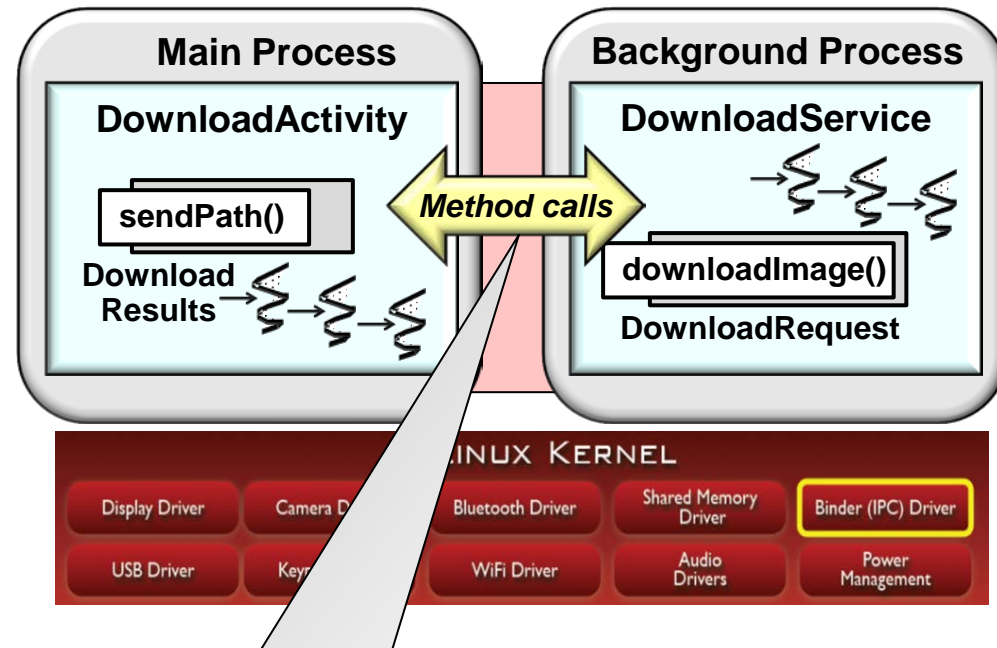 Main Process
DownloadActivity
sendPath()
Download
Results
Method calls
Background Process
DownloadService
downloadImage()
DownloadRequest
KERNEL
Display Driver
Camera
Bluetooth Driver
Shared Memory
Driver
Binder (IPC) Driver
USB Driver
WiFi Driver
Audio
Drivers
Power
Management